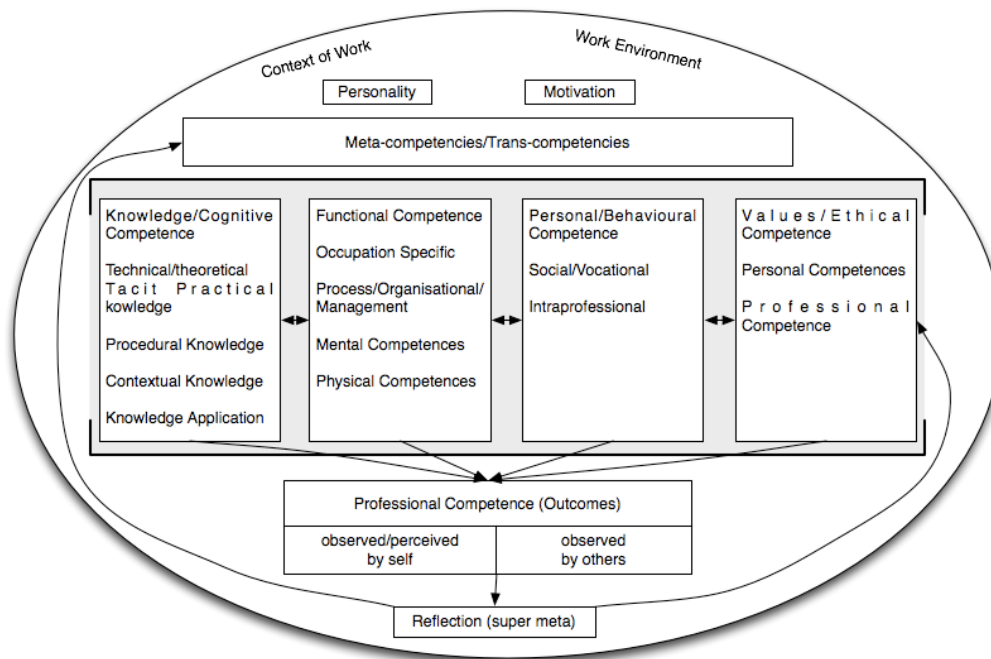 Context of Work
Work Environment
Personality
Motivation
Meta-competencies/Trans-competencies
Knowledge/Cognitive
Competence
Technical/theoretical
Tacit Practical
kowledge
Procedural Knowledge
Contextual Knowledge
Knowledge Application
Functional Competence
Occupation Specific
Process/Organisational/
Management
Mental Competences
Physical Competences
Personal/Behavioural
Competence
Social/Vocational
Intraprofessional
Values/Ethical
Competence
Personal Competences
Professional
Competence
Professional Competence (Outcomes)
observed/perceived
by self
observed
by others
Reflection (super meta)